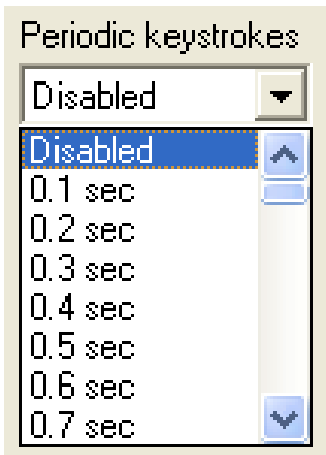 Periodic keystrokes
Disabled
Disabled
0.1 sec
0.2 sec
0.3 sec
0.4 sec
0.5 sec
0.6 sec
0.7 sec